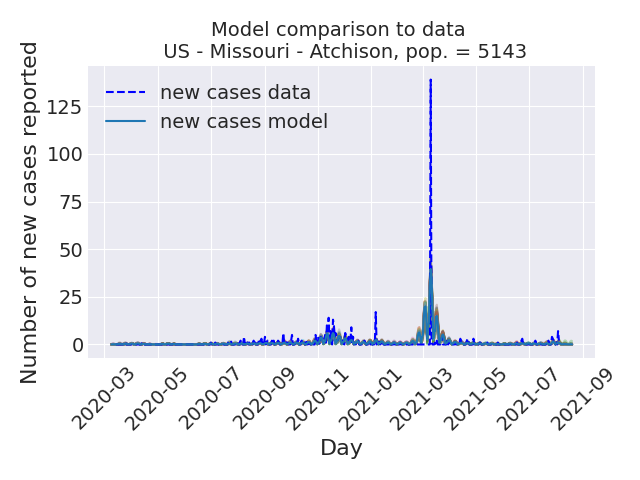 Model comparison to data
US - Missouri - Atchison, pop. = 5143
Number of new cases reported
125
100
75
50
25
0
new cases data
new cases model
2020-03
2020-05
2020-07
2020-09
2020-11
2021-01
2021-03
2021-05
2021-07
2021-09
Day